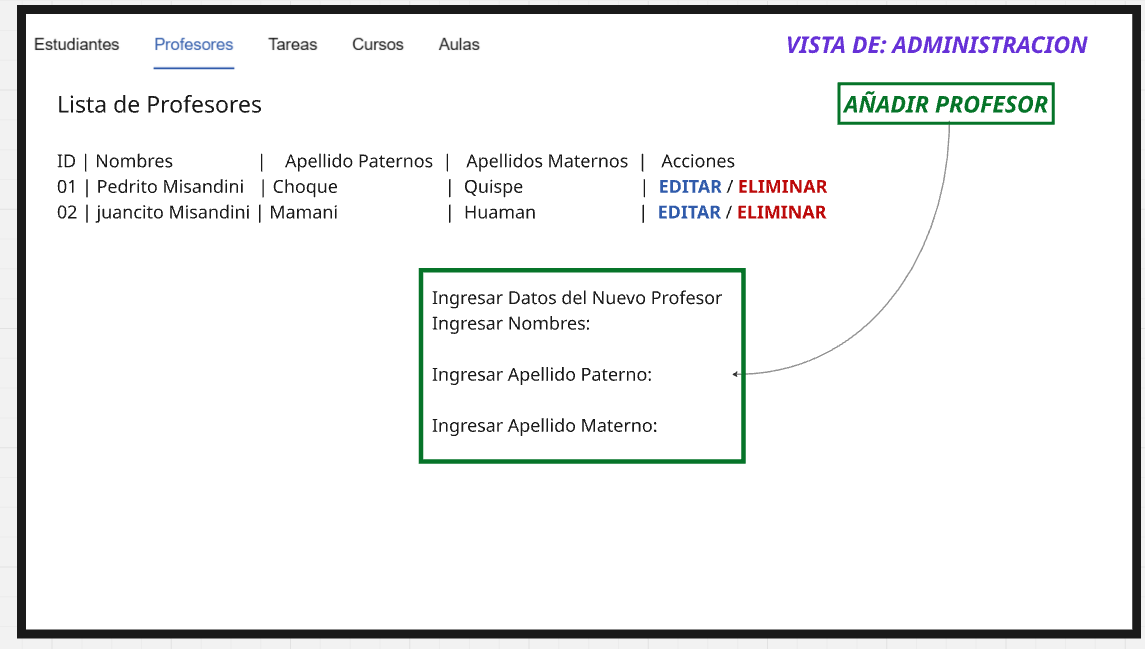 Estudiantes Profesores Tareas Cursos Aulas VISTA DE: ADMINISTRACION
Lista de Profesores AÑADIR PROFESOR
ID | Nombres | Apellido Paternos | Apellidos Maternos | Acciones
01 | Pedrito Misandini | Choque | Quispe | EDITAR / ELIMINAR
02 | juancito Misandini | Mamani | Huaman | EDITAR / ELIMINAR
Ingresar Datos del Nuevo Profesor
Ingresar Nombres:
Ingresar Apellido Paterno:
Ingresar Apellido Materno: